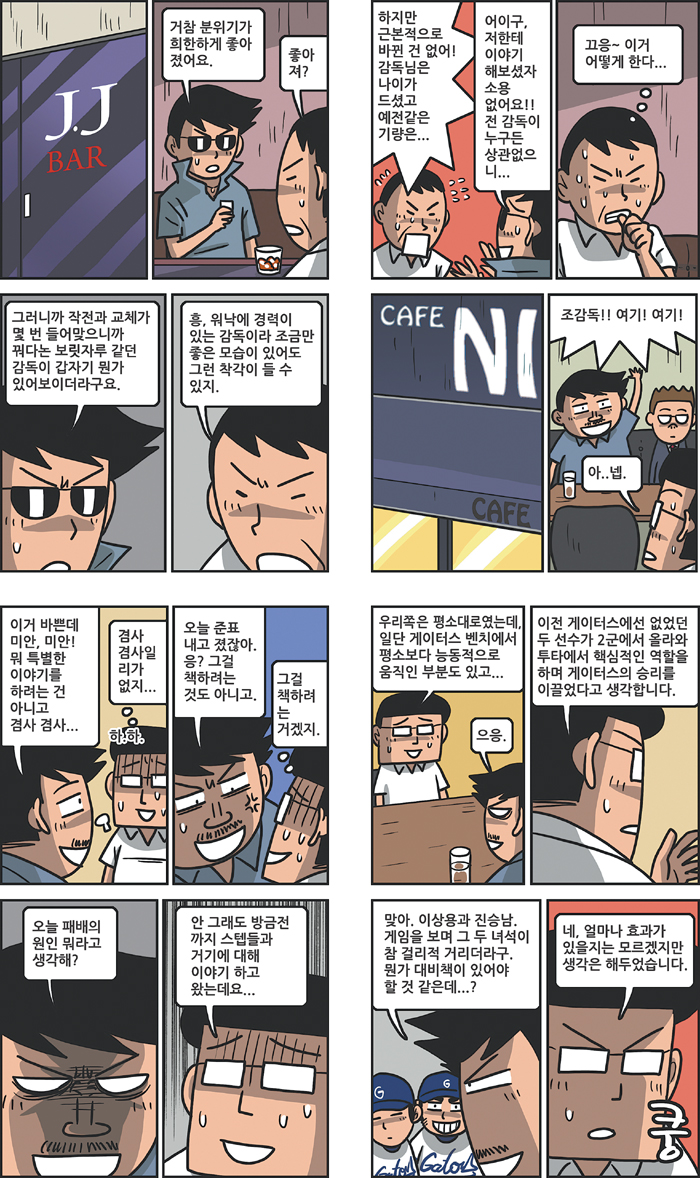 J.J
BAR
거참 분위기가
희한하게 좋아
졌어요.
좋아
져?
하지만
근본적으로
바뀐 건 없어!
감독님은
나이가
드셨고
예전같은
기량은...
어이구,
저한테
이야기
해보셨자
소용
없어요!!
전 감독이
누구든
상관없으
니...
끄응~ 이거
어떻게 한다...
그러니까 작전과 교체가
몇 번 들어맞으니까
꿔다논 보릿자루 같던
감독이 갑자기 뭔가
있어보이더라구요.
흥, 워낙에 경력이
있는 감독이라 조금만
좋은 모습이 있어도
그런 착각이 들 수
있지.
CAFE
NI
CAFE
조감독!! 여기! 여기!
아..넵.
이거 바쁜데
미안, 미안!
뭐 특별한
이야기를
하려는 건
아니고
겸사 겸사...
겸사
겸사일
리가
없지...
하.하.
오늘 준표
내고 졌잖아.
응? 그걸
책하려는
것도 아니고.
그걸
책하려
는
거겠지.
우리쪽은 평소대로였는데,
일단 게이터스 벤치에서
평소보다 능동적으로
움직인 부분도 있고...
으응.
이전 게이터스에선 없었던
두 선수가 2군에서 올라와
투타에서 핵심적인 역할을
하며 게이터스의 승리를
이끌었다고 생각합니다.
오늘 패배의
원인 뭐라고
생각해?
안 그래도 방금전
까지 스텝들과
거기에 대해
이야기 하고
왔는데요...
맞아. 이상용과 진승남.
게임을 보며 그 두 녀석이
참 걸리적 거리더라구.
뭔가 대비책이 있어야
할 것 같은데...?
G
G
Gators
Gators
네, 얼마나 효과가
있을지는 모르겠지만
생각은 해두었습니다.
쿵